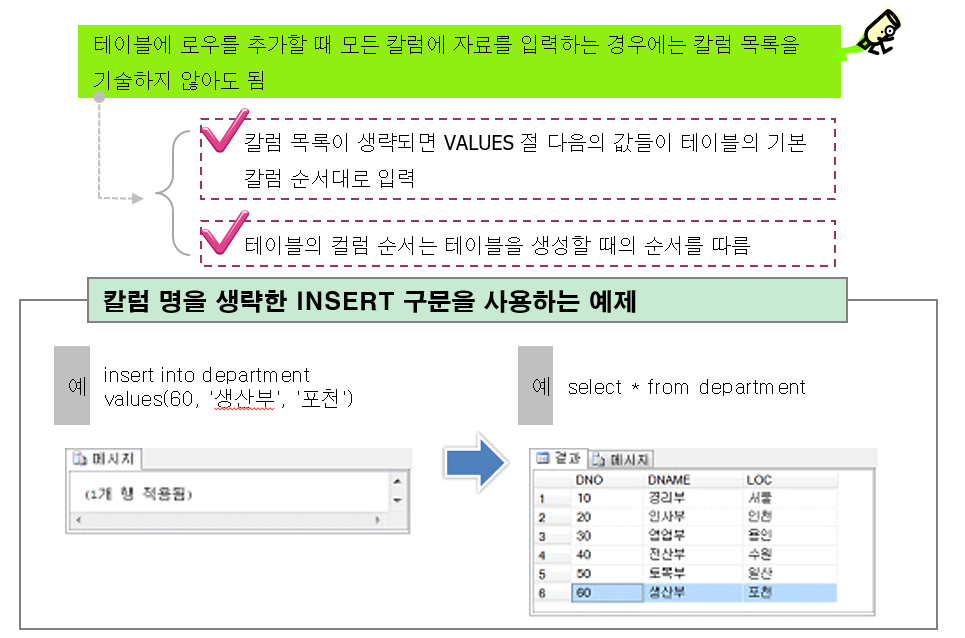 테이블에 로우를 추가할 때 모든 칼럼에 자료를 입력하는 경우에는 칼럼 목록을
기술하지 않아도 됨
칼럼 목록이 생략되면 VALUES 절 다음의 값들이 테이블의 기본
칼럼 순서대로 입력
테이블의 컬럼 순서는 테이블을 생성할 때의 순서를 따름
칼럼 명을 생략한 INSERT 구문을 사용하는 예제
예
insert into department
values(60, '생산부', '포천')
메시지
(1개 행 적용됨)
예
select * from department
결과 메시지
DNO DNAME LOC
1 10 경리부 서울
2 20 인사부 인천
3 30 영업부 용인
4 40 전산부 수원
5 50 토목부 일산
6 60 생산부 포천